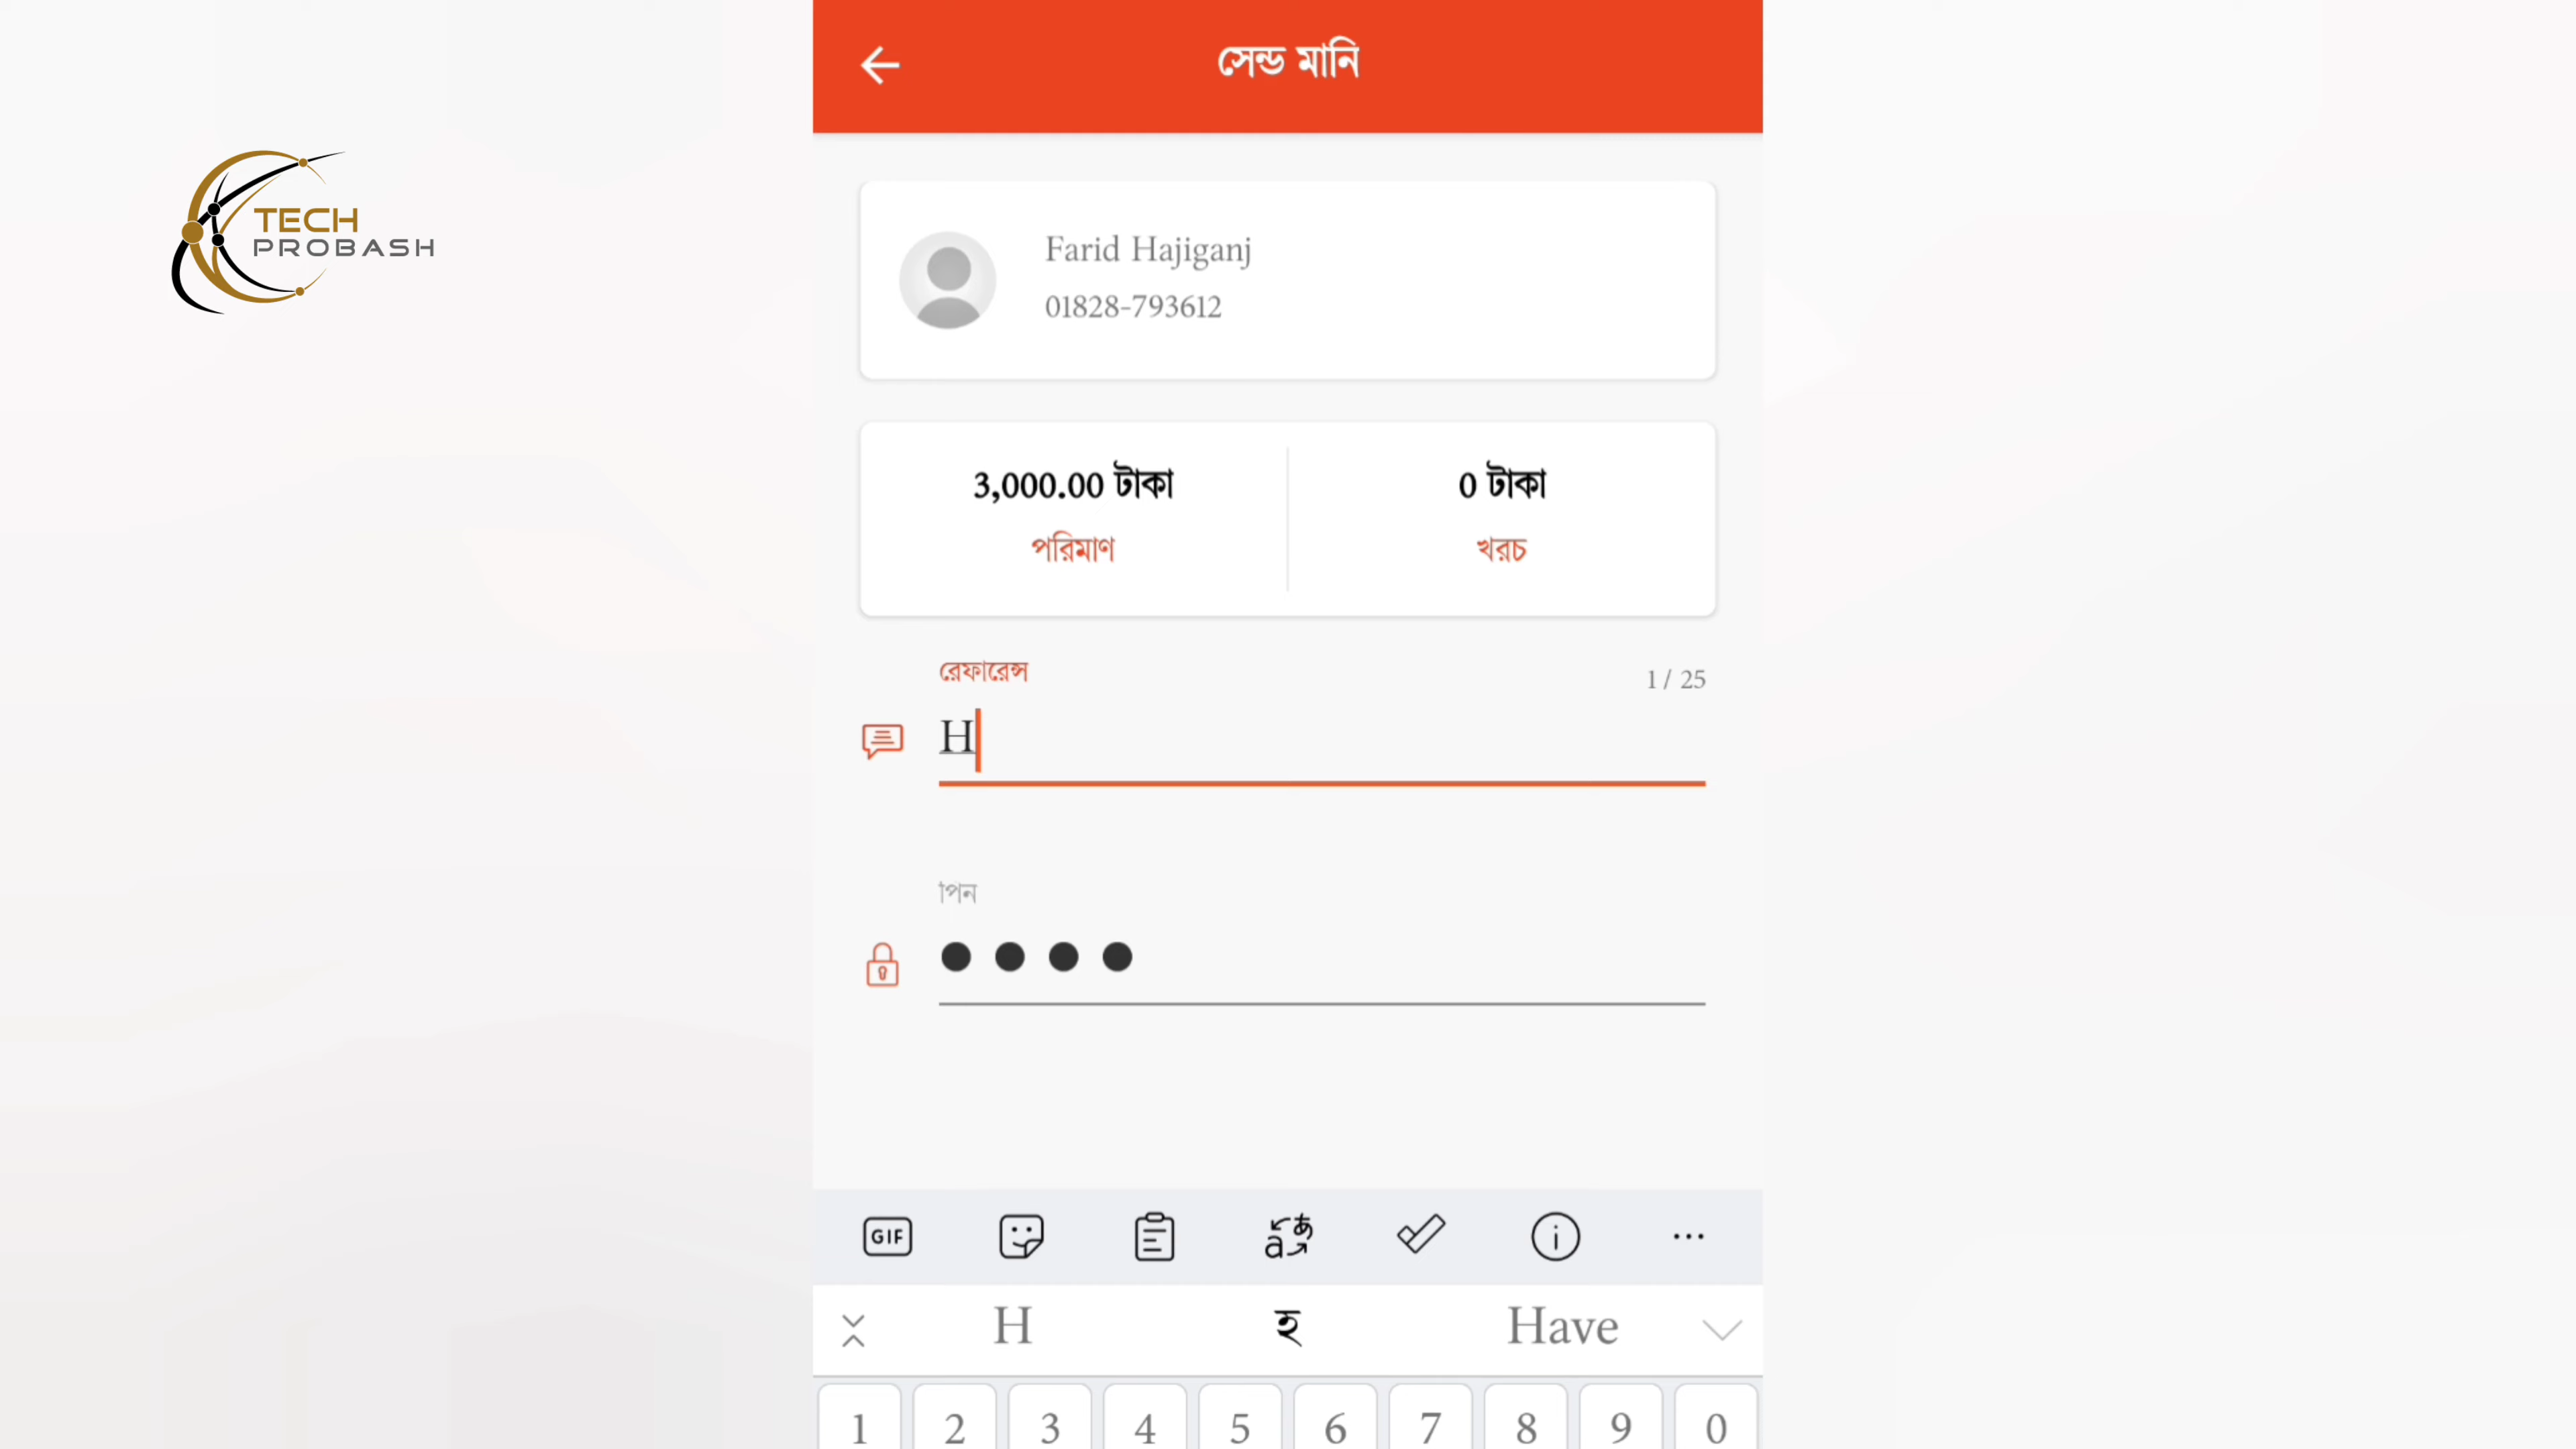 সেন্ড মানি
TECH
PROBASH
Farid Hajiganj
01828-793612
3,000.00 টাকা
0 টাকা
পরিমাণ
খরচ
রেফারেন্স
1 / 25
H
পিন
GIF
H
হ
Have
1 2 3 4 5 6 7 8 9 0